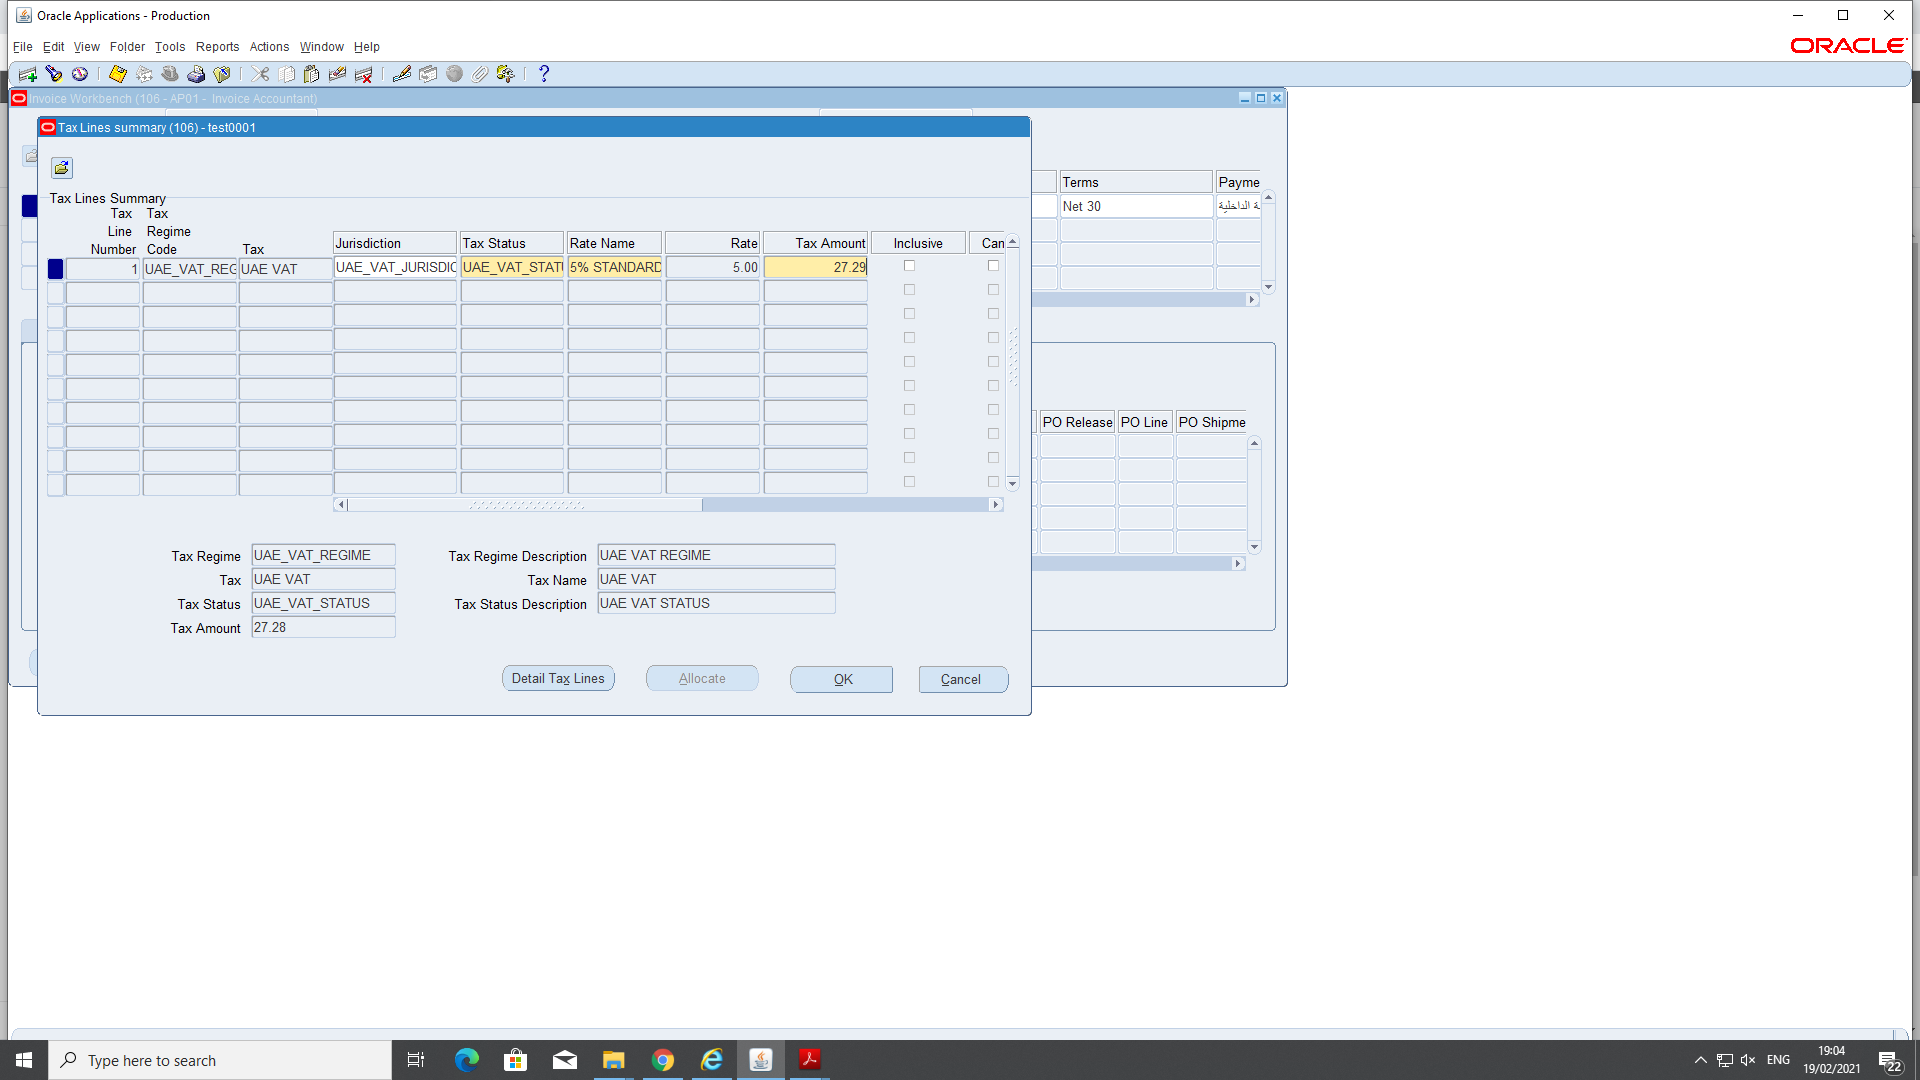 Oracle Applications - Production
File Edit View Folder Tools Reports Actions Window Help
ORACLE
Invoice Workbench (106 - AP01 - Invoice Accountant)
Tax Lines summary (106) - test0001
Terms Payme
Net 30 ة الداخلية
Tax Lines Summary
Tax Line Number Tax Regime Code Tax Jurisdiction Tax Status Rate Name Rate Tax Amount Inclusive Can
1 UAE_VAT_REG UAE VAT UAE_VAT_JURISDIC UAE_VAT_STATU 5% STANDARD 5.00 27.29
PO Release PO Line PO Shipme
Tax Regime UAE_VAT_REGIME Tax Regime Description UAE VAT REGIME
Tax UAE VAT Tax Name UAE VAT
Tax Status UAE_VAT_STATUS Tax Status Description UAE VAT STATUS
Tax Amount 27.28
Detail Tax Lines Allocate OK Cancel
Type here to search
ENG
19:04
19/02/2021
22